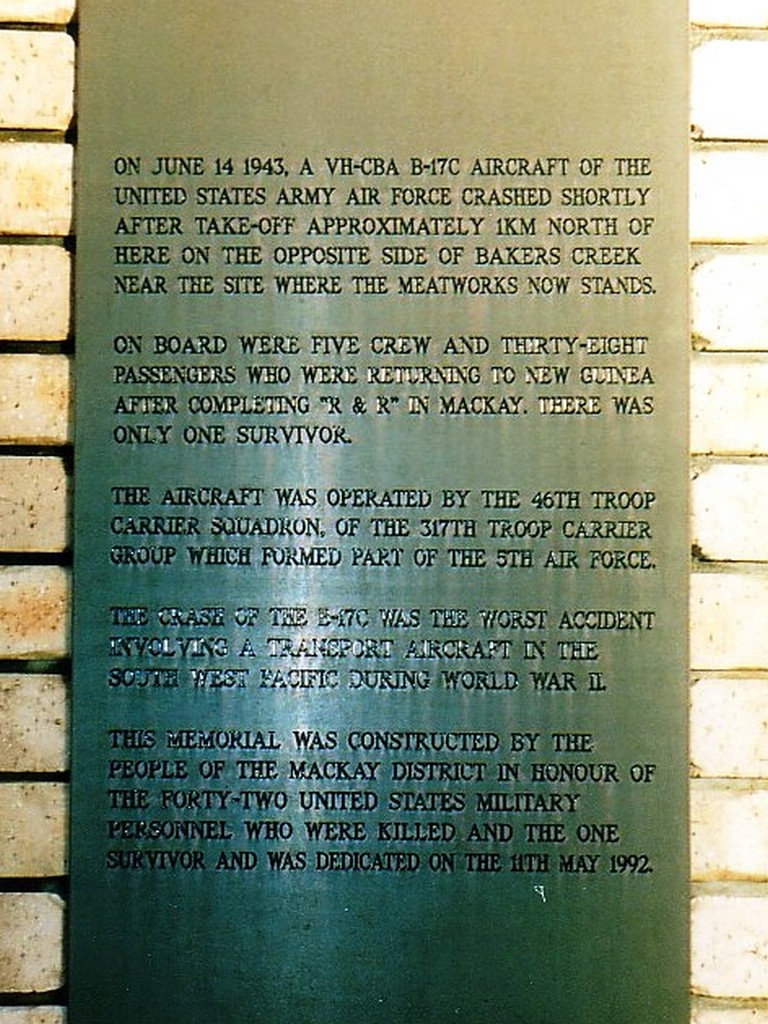 ON JUNE 14 1943, A VH-CBA B-17C AIRCRAFT OF THE
UNITED STATES ARMY AIR FORCE CRASHED SHORTLY
AFTER TAKE-OFF APPROXIMATELY 1KM NORTH OF
HERE ON THE OPPOSITE SIDE OF BAKERS CREEK
NEAR THE SITE WHERE THE MEATWORKS NOW STANDS.
ON BOARD WERE FIVE CREW AND THIRTY-EIGHT
PASSENGERS WHO WERE RETURNING TO NEW GUINEA
AFTER COMPLETING "R & R" IN MACKAY. THERE WAS
ONLY ONE SURVIVOR.
THE AIRCRAFT WAS OPERATED BY THE 46TH TROOP
CARRIER SQUADRON, OF THE 317TH TROOP CARRIER
GROUP WHICH FORMED PART OF THE 5TH AIR FORCE.
THE CRASH OF THE B-17C WAS THE WORST ACCIDENT
INVOLVING A TRANSPORT AIRCRAFT IN THE
SOUTH WEST PACIFIC DURING WORLD WAR II.
THIS MEMORIAL WAS CONSTRUCTED BY THE
PEOPLE OF THE MACKAY DISTRICT IN HONOUR OF
THE FORTY-TWO UNITED STATES MILITARY
PERSONNEL WHO WERE KILLED AND THE ONE
SURVIVOR AND WAS DEDICATED ON THE 11TH MAY 1992.